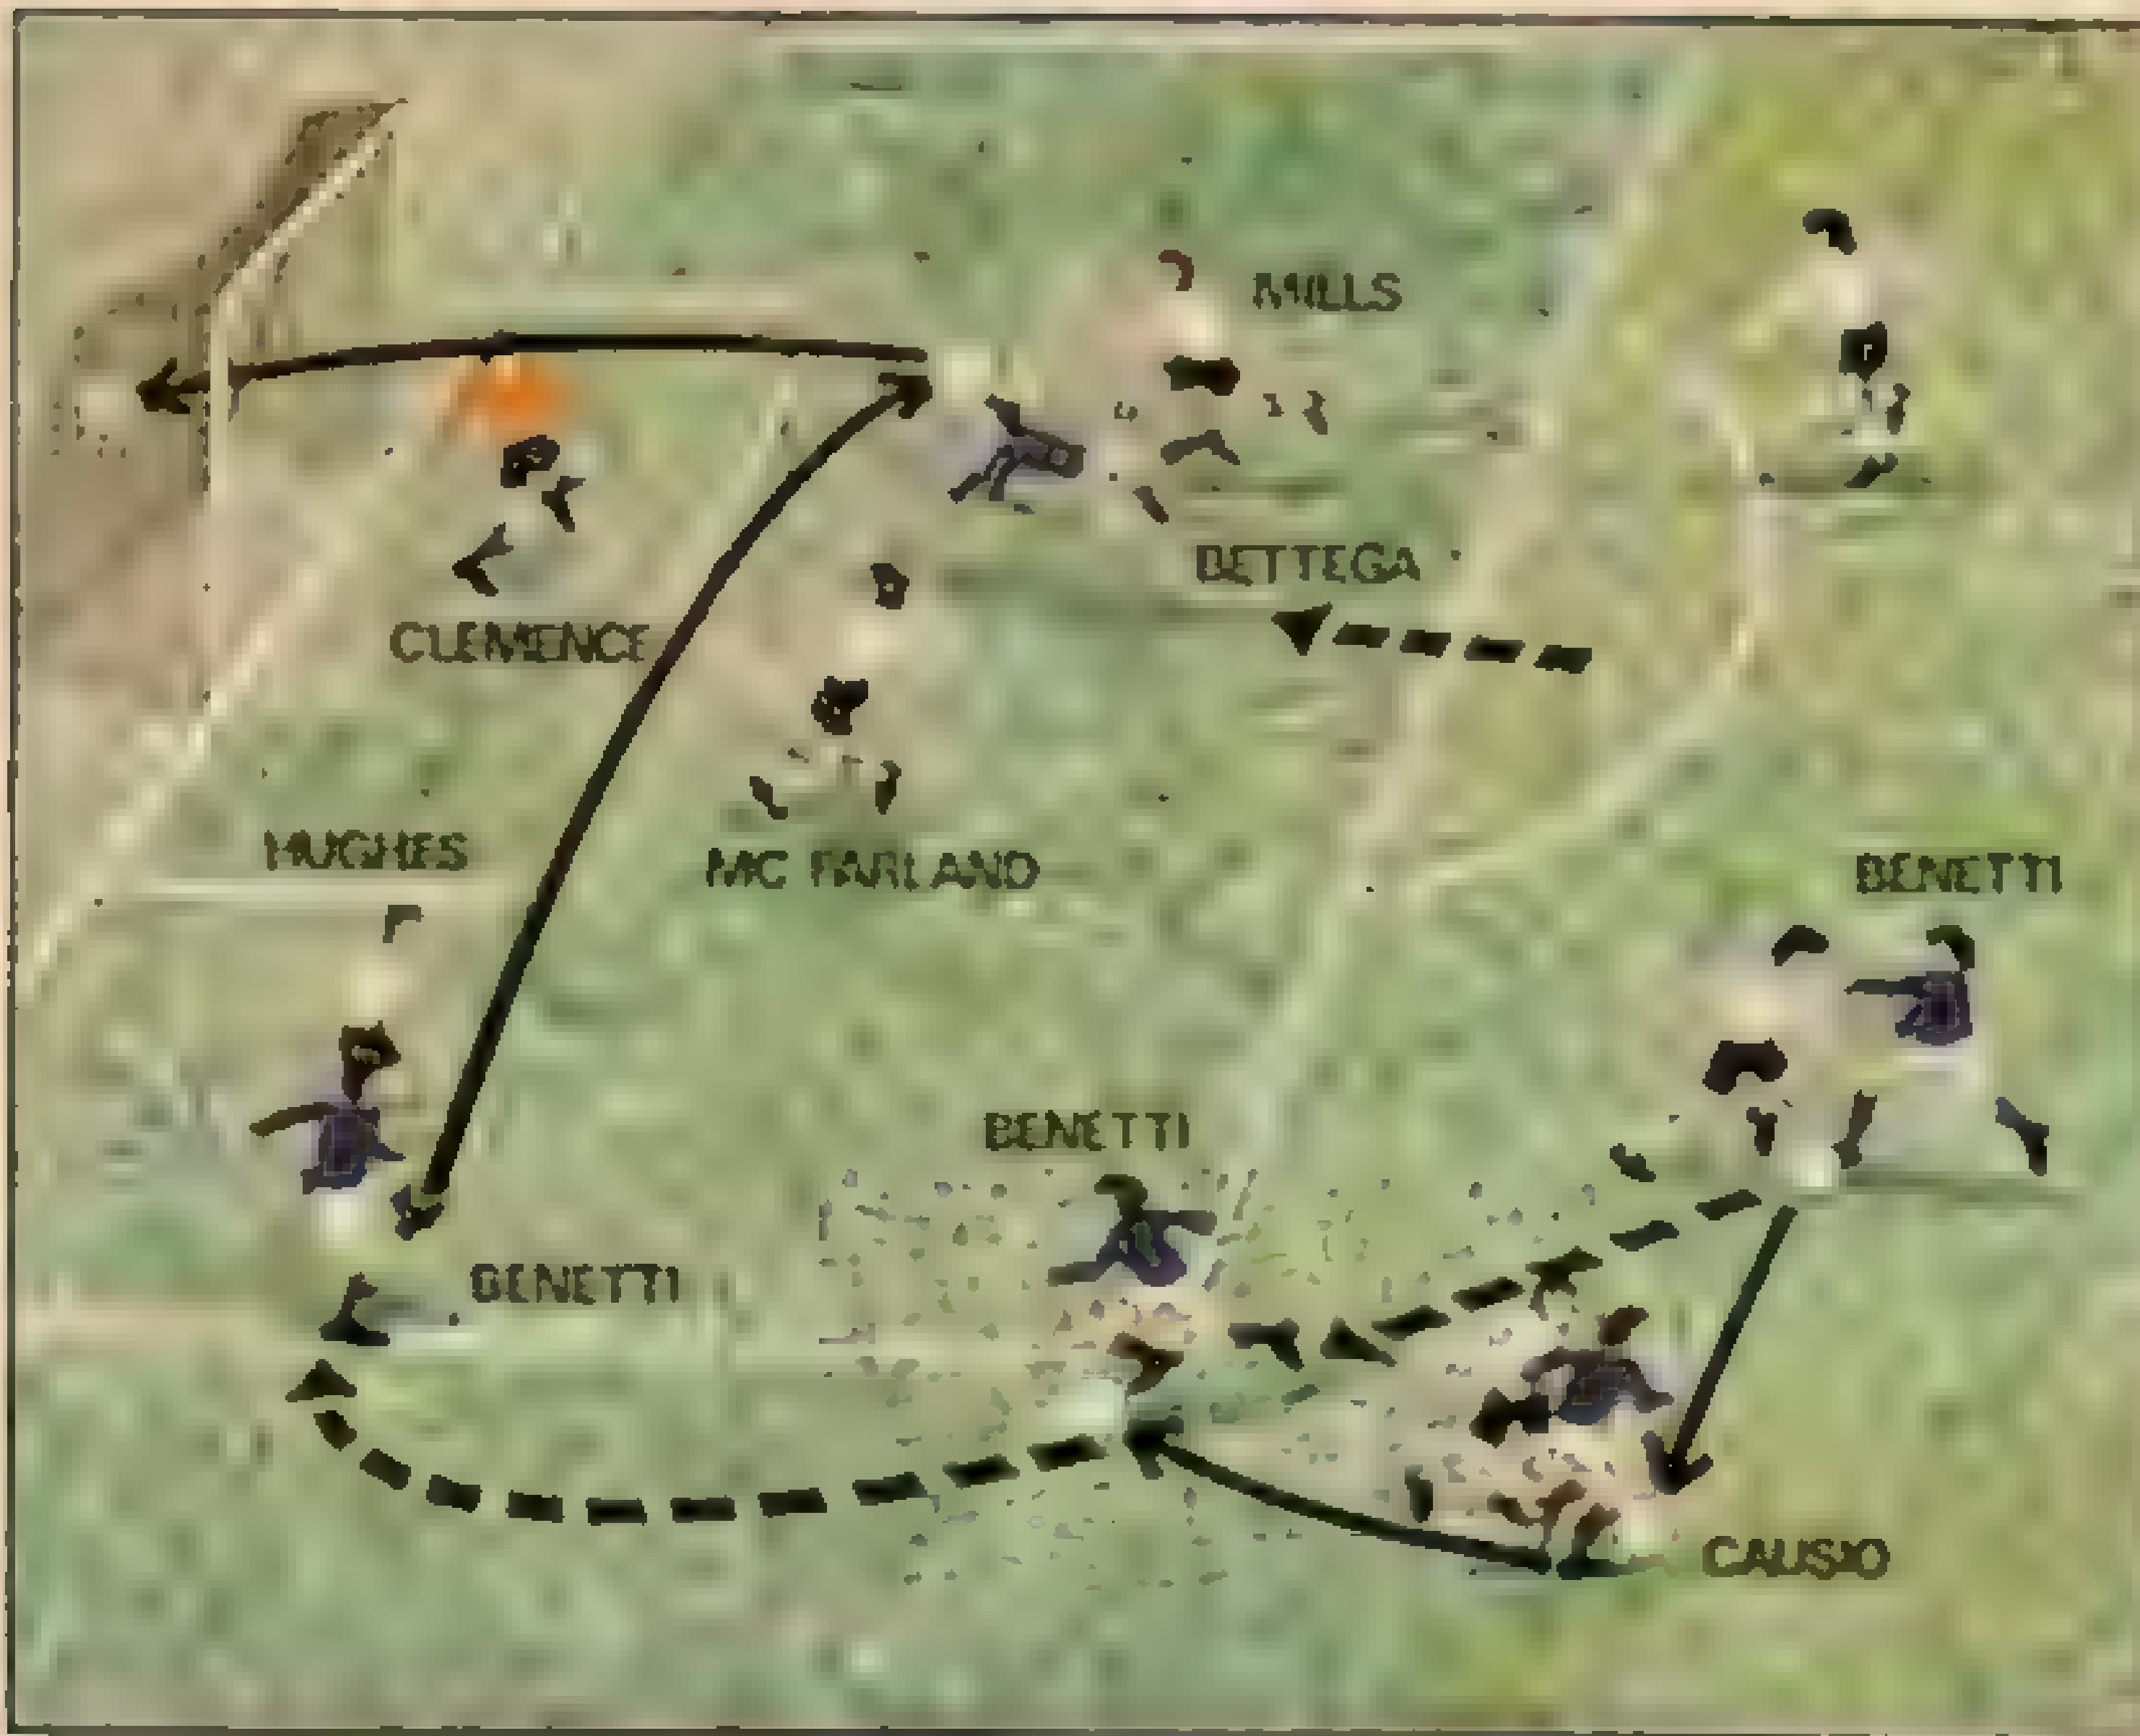 MILLS
BETTEGA
CLEMENCE
HUGHES
MC FARLAND
BENETTI
BENETTI
BENETTI
CAUSIO